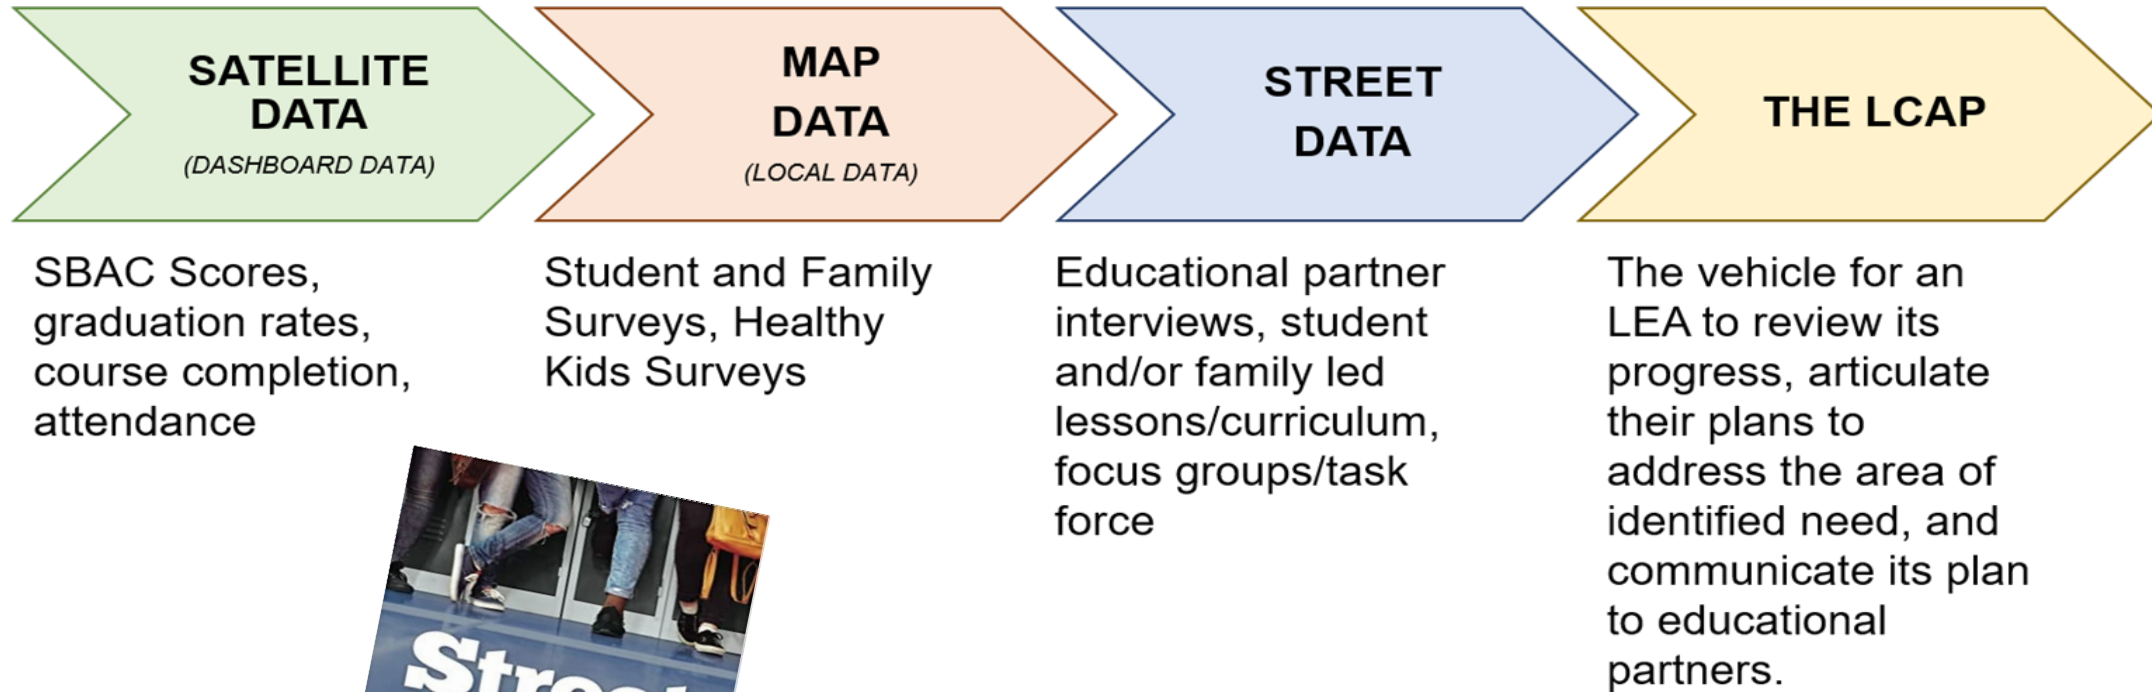 SATELLITE
DATA
(DASHBOARD DATA)
MAP
DATA
(LOCAL DATA)
STREET
DATA
THE LCAP
SBAC Scores,
graduation rates,
course completion,
attendance
Student and Family
Surveys, Healthy
Kids Surveys
Educational partner
interviews, student
and/or family led
lessons/curriculum,
focus groups/task
force
The vehicle for an
LEA to review its
progress, articulate
their plans to
address the area of
identified need, and
communicate its plan
to educational
partners.
Street